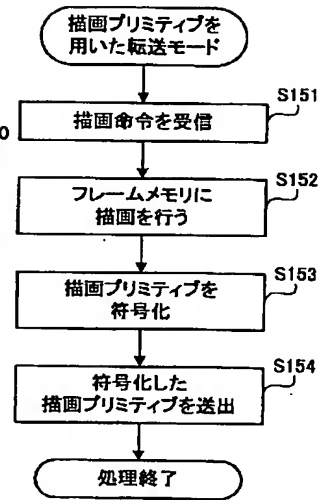 描画プリミティブを
用いた転送モード
S151
描画命令を受信
S152
フレームメモリに
描画を行う
S153
描画プリミティブを
符号化
S154
符号化した
描画プリミティブを送出
処理終了